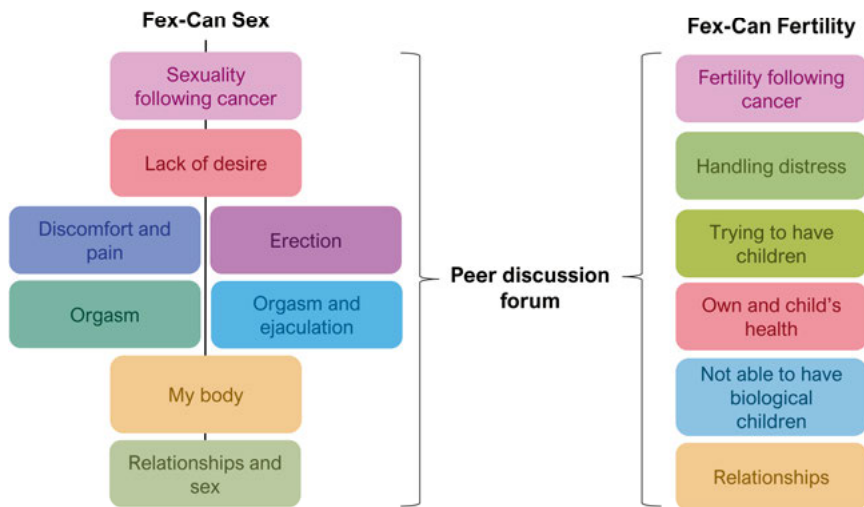 Fex-Can Sex
Sexuality
following cancer
Lack of desire
Discomfort and
pain
Erection
Orgasm
Orgasm and
ejaculation
My body
Relationships and
sex
Peer discussion
forum
Fex-Can Fertility
Fertility following
cancer
Handling distress
Trying to have
children
Own and child's
health
Not able to have
biological
children
Relationships